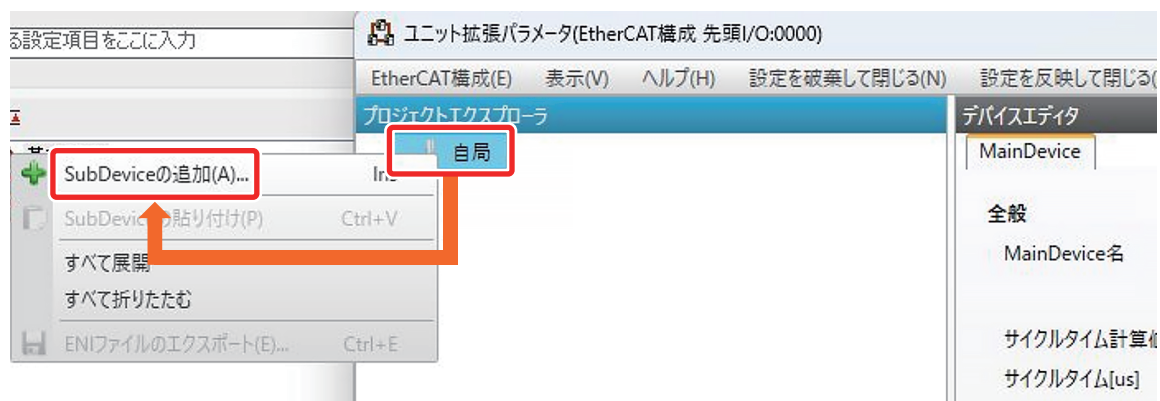 る設定項目をここに入力
ユニット拡張パラメータ(EtherCAT構成 先頭I/O:0000)
EtherCAT構成(E) 表示(V) ヘルプ(H) 設定を破棄して閉じる(N) 設定を反映して閉じる(
プロジェクトエクスプローラ
デバイスエディタ
自局
MainDevice
SubDeviceの追加(A)... Ins
SubDeviceの貼り付け(P) Ctrl+V
すべて展開
すべて折りたたむ
ENIファイルのエクスポート(E)... Ctrl+E
全般
MainDevice名
サイクルタイム計算値
サイクルタイム[us]